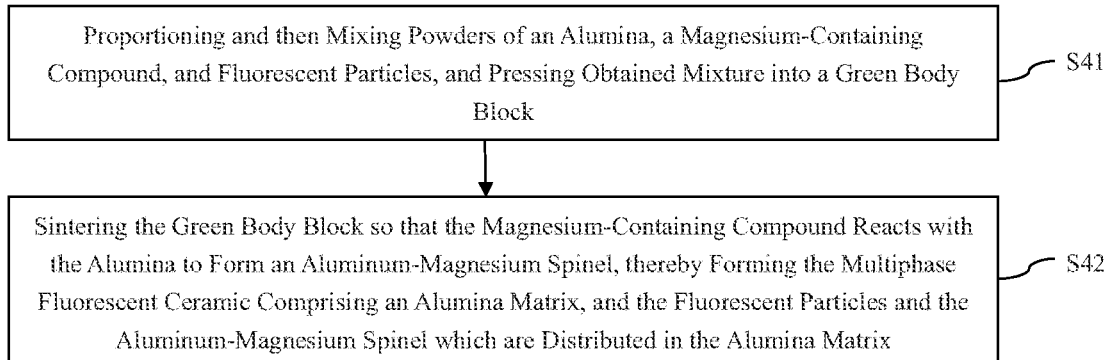 Proportioning and then Mixing Powders of an Alumina, a Magnesium-Containing
Compound, and Fluorescent Particles, and Pressing Obtained Mixture into a Green Body
Block
S41
Sintering the Green Body Block so that the Magnesium-Containing Compound Reacts with
the Alumina to Form an Aluminum-Magnesium Spinel, thereby Forming the Multiphase
Fluorescent Ceramic Comprising an Alumina Matrix, and the Fluorescent Particles and the
Aluminum-Magnesium Spinel which are Distributed in the Alumina Matrix
S42